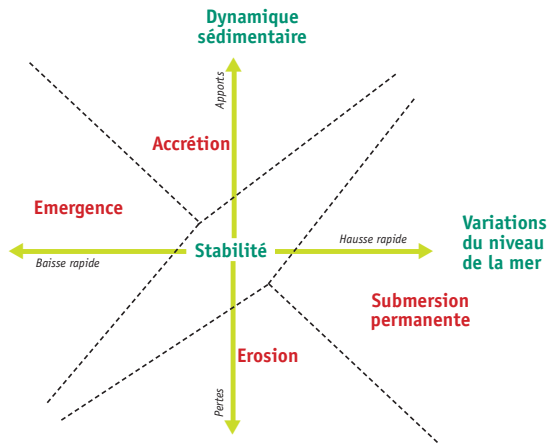 Dynamique
sédimentaire
Apports
Accrétion
Emergence
Stabilité
Hausse rapide
Baisse rapide
Variations
du niveau
de la mer
Submersion
permanente
Erosion
Pertes